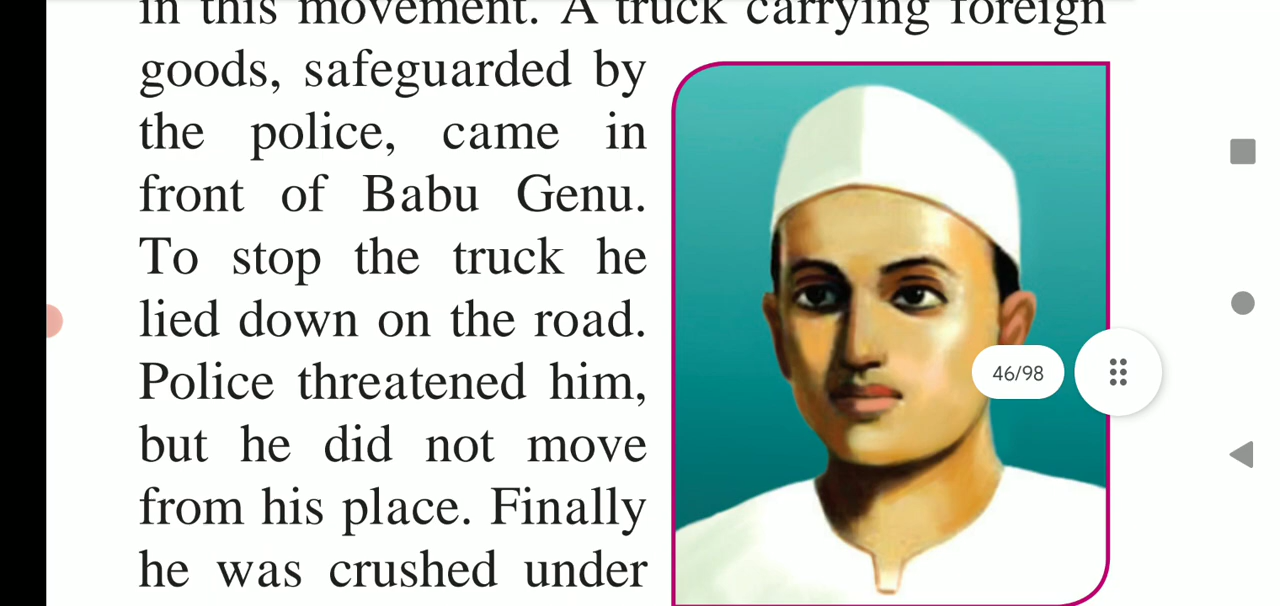 in this movement. A truck carrying foreign
goods, safeguarded by
the police, came in
front of Babu Genu.
To stop the truck he
lied down on the road.
Police threatened him,
but he did not move
from his place. Finally
he was crushed under
46/98